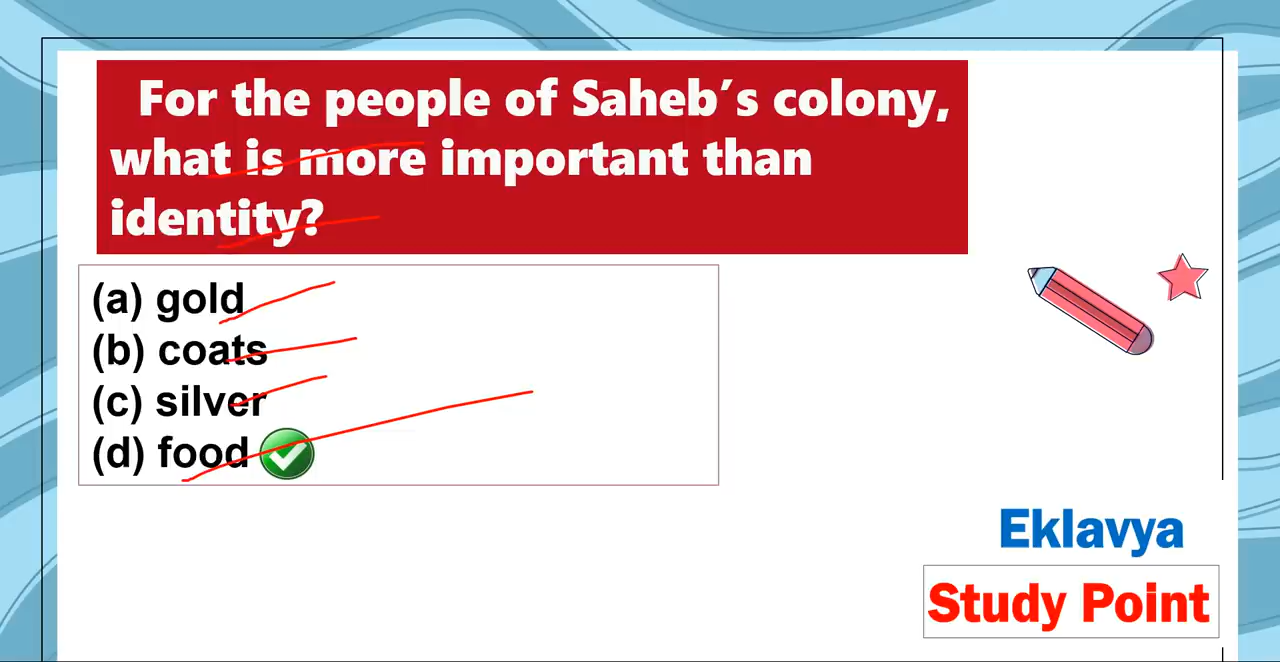 For the people of Saheb′s colony,
what is more important than
identity?
(a) gold
(b) coats
(c) silver
(d) food
Eklavya
Study Point